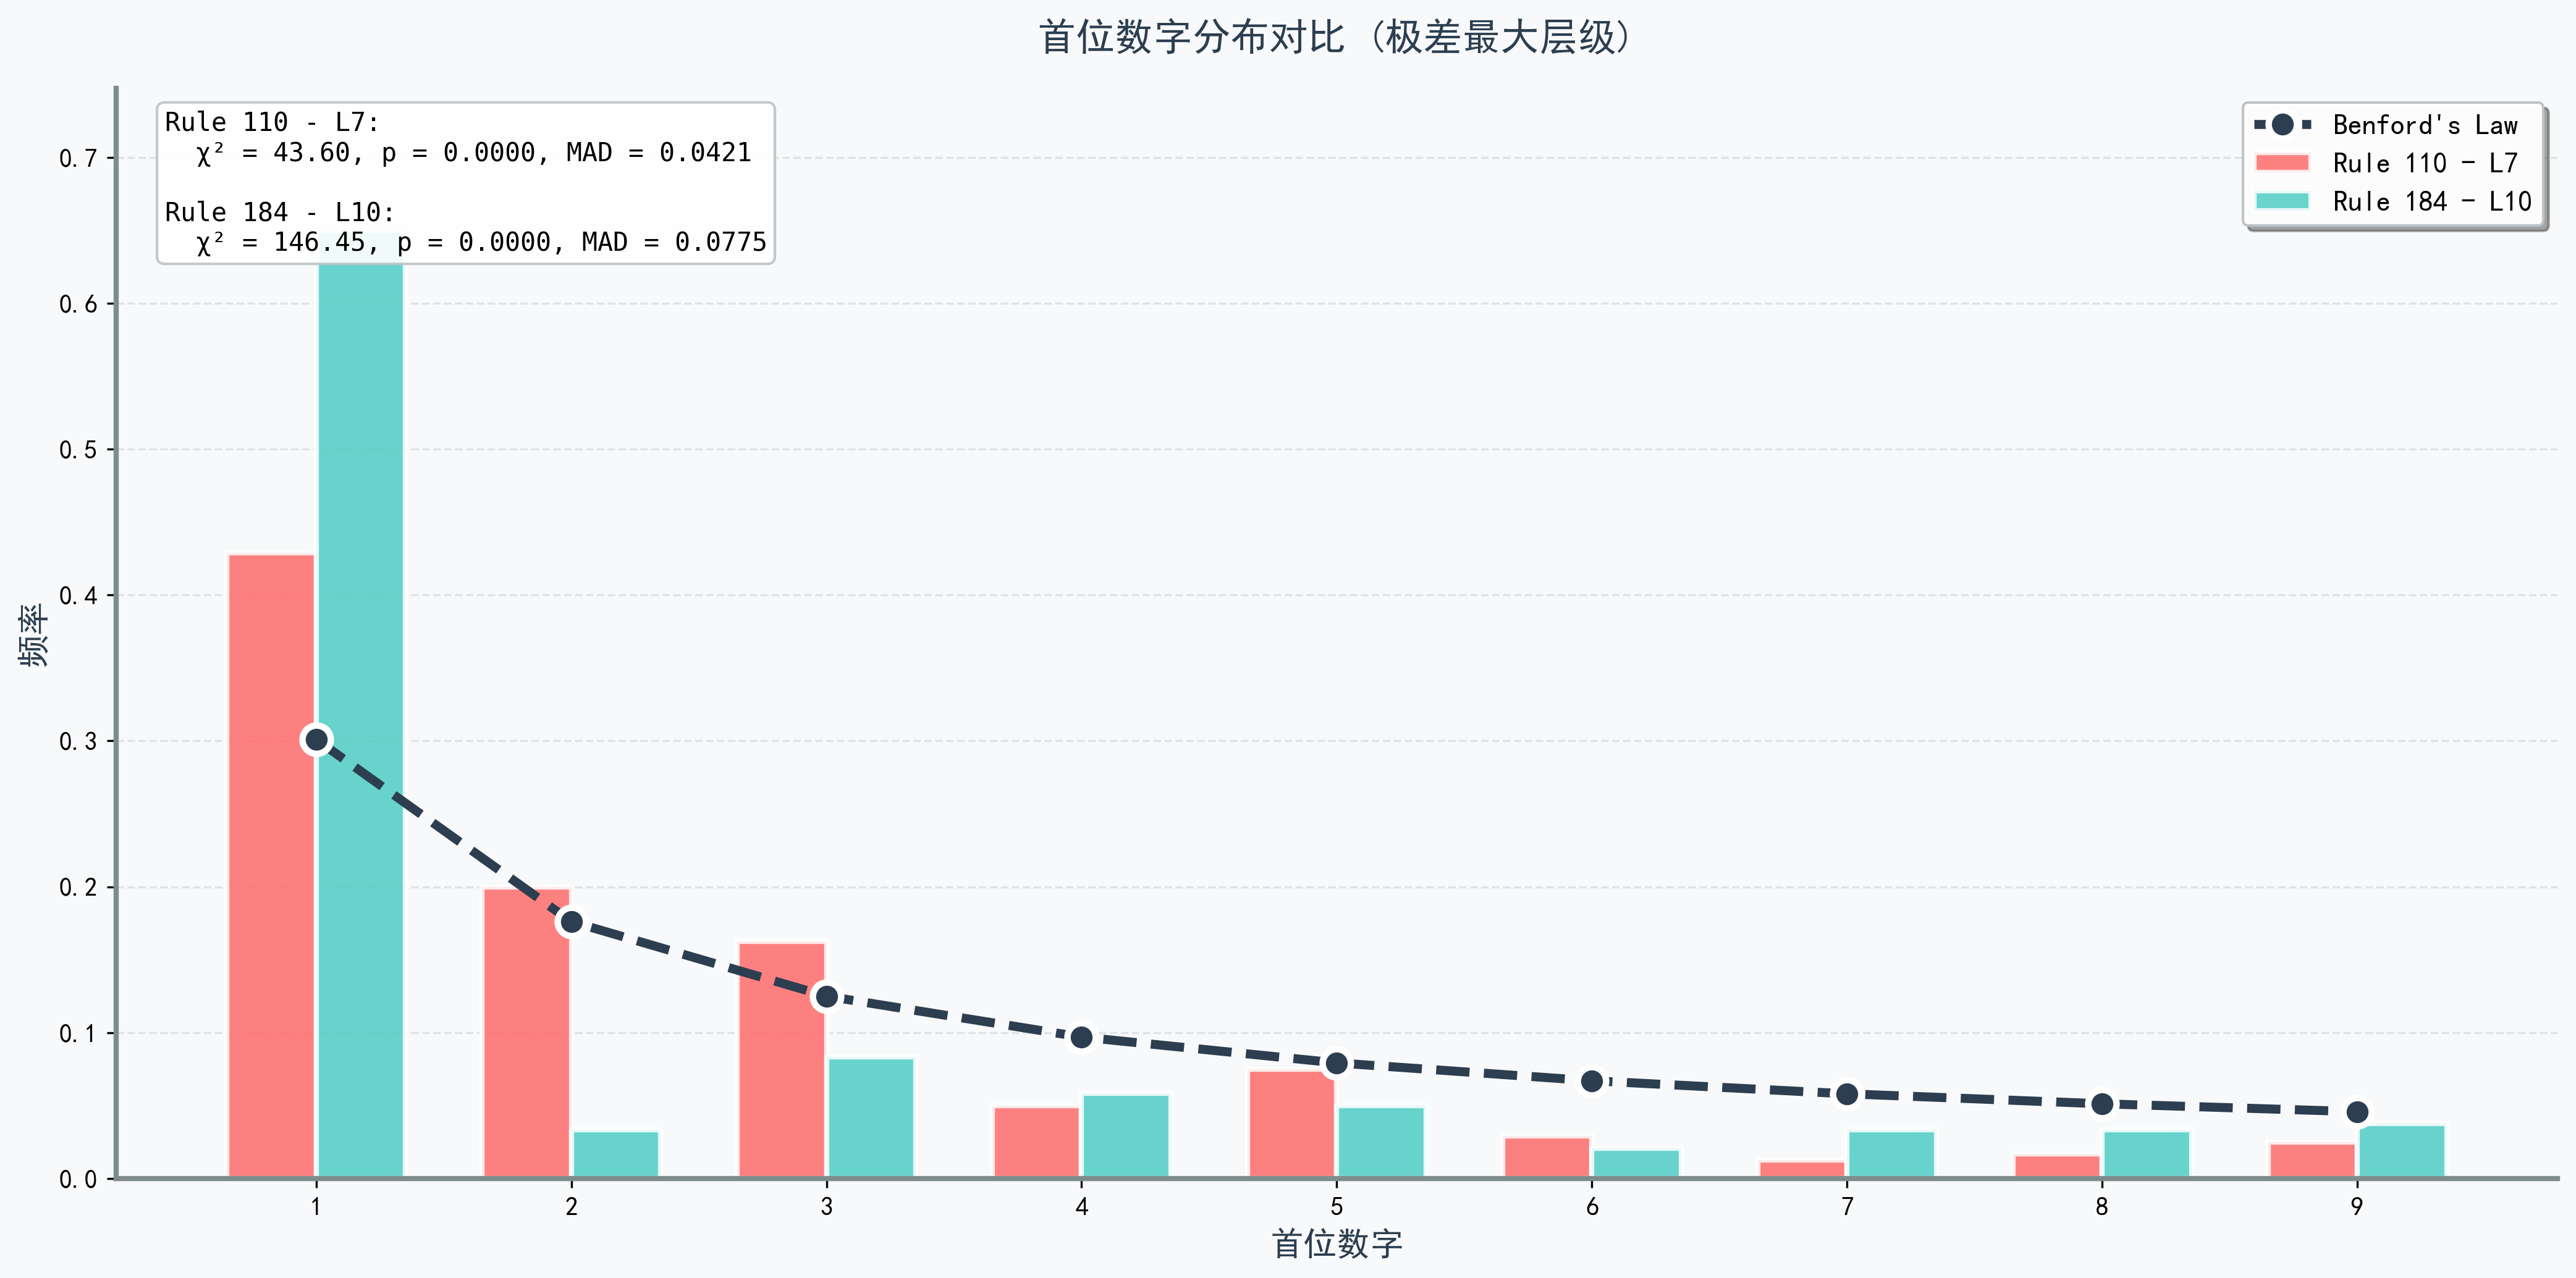 首位数字分布对比 (极差最大层级)
Rule 110 - L7:
χ² = 43.60, p = 0.0000, MAD = 0.0421
Rule 184 - L10:
χ² = 146.45, p = 0.0000, MAD = 0.0775
Benford's Law
Rule 110 - L7
Rule 184 - L10
频率
0.7
0.6
0.5
0.4
0.3
0.2
0.1
0.0
1 2 3 4 5 6 7 8 9
首位数字